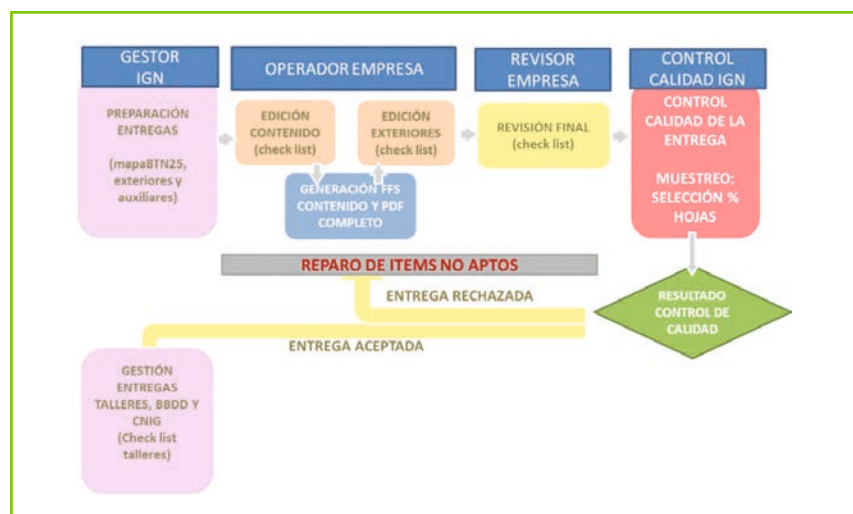 GESTOR
IGN
OPERADOR EMPRESA
REVISOR
EMPRESA
CONTROL
CALIDAD IGN
PREPARACIÓN
ENTREGAS
(mapaBTN25,
exteriores y
auxiliares)
EDICIÓN
CONTENIDO
(check list)
EDICIÓN
EXTERIORES
(check list)
GENERACIÓN FFS
CONTENIDO Y PDF
COMPLETO
REVISIÓN FINAL
(check list)
CONTROL
CALIDAD DE LA
ENTREGA
MUESTREO:
SELECCIÓN %
HOJAS
REPARO DE ITEMS NO APTOS
ENTREGA RECHAZADA
RESULTADO
CONTROL DE
CALIDAD
ENTREGA ACEPTADA
GESTIÓN
ENTREGAS
TALLERES, BBDD Y
CNIG
(Check list
talleres)